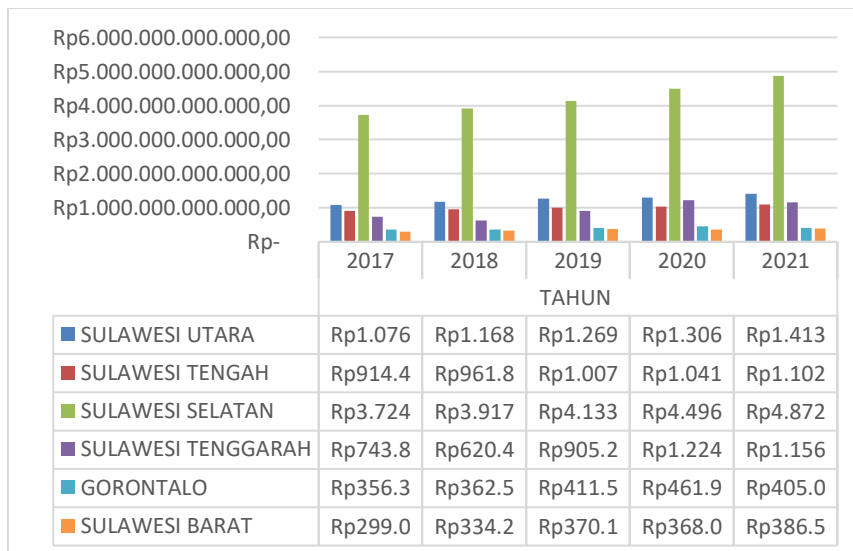 Rp6.000.000.000.000,00
Rp5.000.000.000.000,00
Rp4.000.000.000.000,00
Rp3.000.000.000.000,00
Rp2.000.000.000.000,00
Rp1.000.000.000.000,00
Rp-
2017 2018 2019 2020 2021
TAHUN
SULAWESI UTARA Rp1.076 Rp1.168 Rp1.269 Rp1.306 Rp1.413
SULAWESI TENGAH Rp914.4 Rp961.8 Rp1.007 Rp1.041 Rp1.102
SULAWESI SELATAN Rp3.724 Rp3.917 Rp4.133 Rp4.496 Rp4.872
SULAWESI TENGGARAH Rp743.8 Rp620.4 Rp905.2 Rp1.224 Rp1.156
GORONTALO Rp356.3 Rp362.5 Rp411.5 Rp461.9 Rp405.0
SULAWESI BARAT Rp299.0 Rp334.2 Rp370.1 Rp368.0 Rp386.5